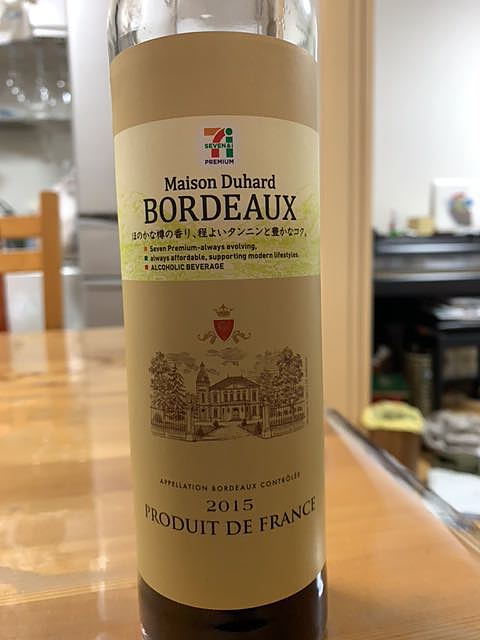 SEVEN&i
PREMIUM
Maison Duhard
BORDEAUX
ほのかな樽の香り、程よいタンニンと豊かなコク。
Seven Premium-always evolving,
always affordable, supporting modern lifestyles.
ALCOHOLIC BEVERAGE
APPELLATION BORDEAUX CONTRÔLÉE
2015
PRODUIT DE FRANCE